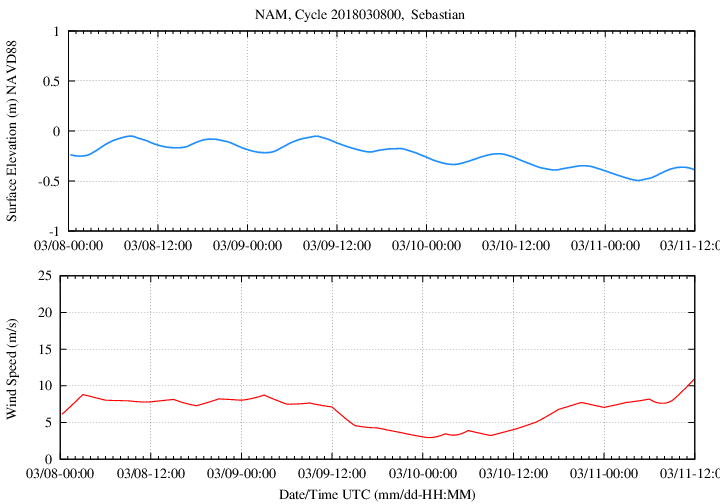 NAM, Cycle 2018030800,  Sebastian
Surface Elevation (m) NAVD88
1
0.5
0
-0.5
-1
03/08-00:00 03/08-12:00 03/09-00:00 03/09-12:00 03/10-00:00 03/10-12:00 03/11-00:00 03/11-12:0
Wind Speed (m/s)
25
20
15
10
5
0
03/08-00:00 03/08-12:00 03/09-00:00 03/09-12:00 03/10-00:00 03/10-12:00 03/11-00:00 03/11-12:0
Date/Time UTC (mm/dd-HH:MM)